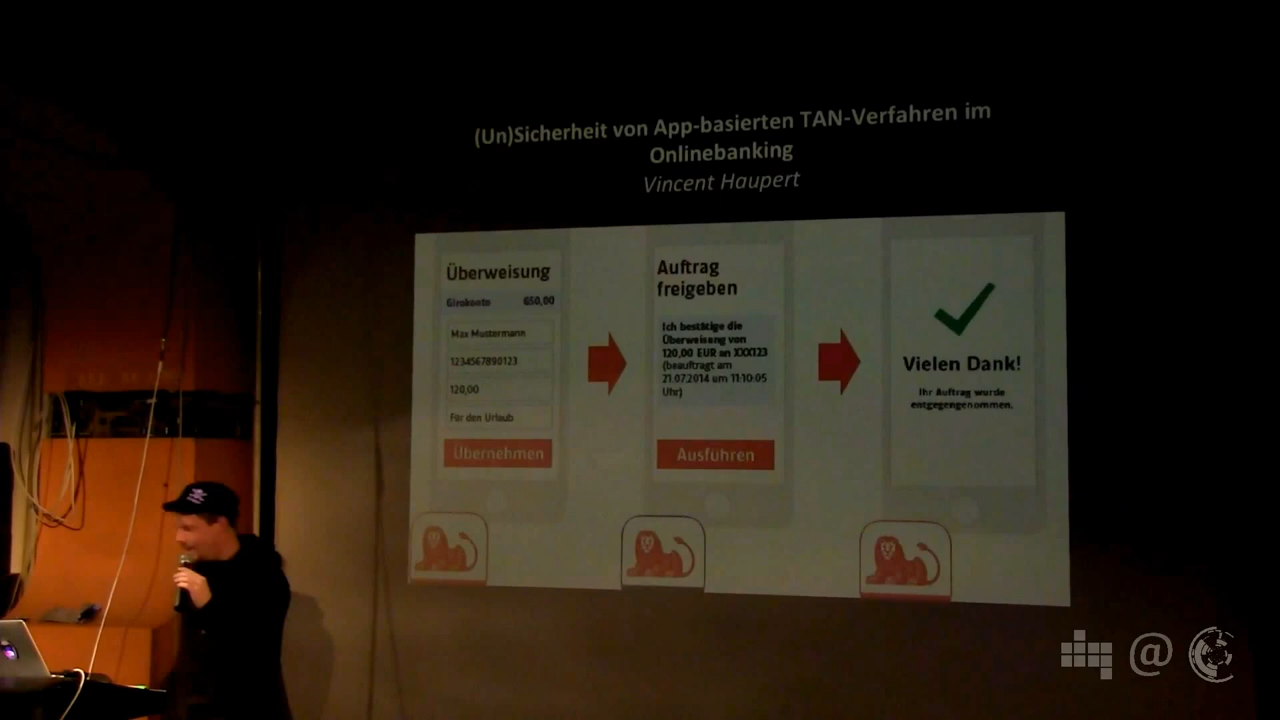 (Un)Sicherheit von App-basierten TAN-Verfahren im
Onlinebanking
Vincent Haupert
Überweisung
Girokonto 650,00
Max Mustermann
1234567890123
120,00
Für den Urlaub
Übernehmen
Auftrag
freigeben
Ich bestätige die
Überweisung von
120,00 EUR an XXX123
(beauftragt am
21.07.2014 um 11:10:05
Uhr)
Ausführen
Vielen Dank!
Ihr Auftrag wurde
entgegengenommen.
@